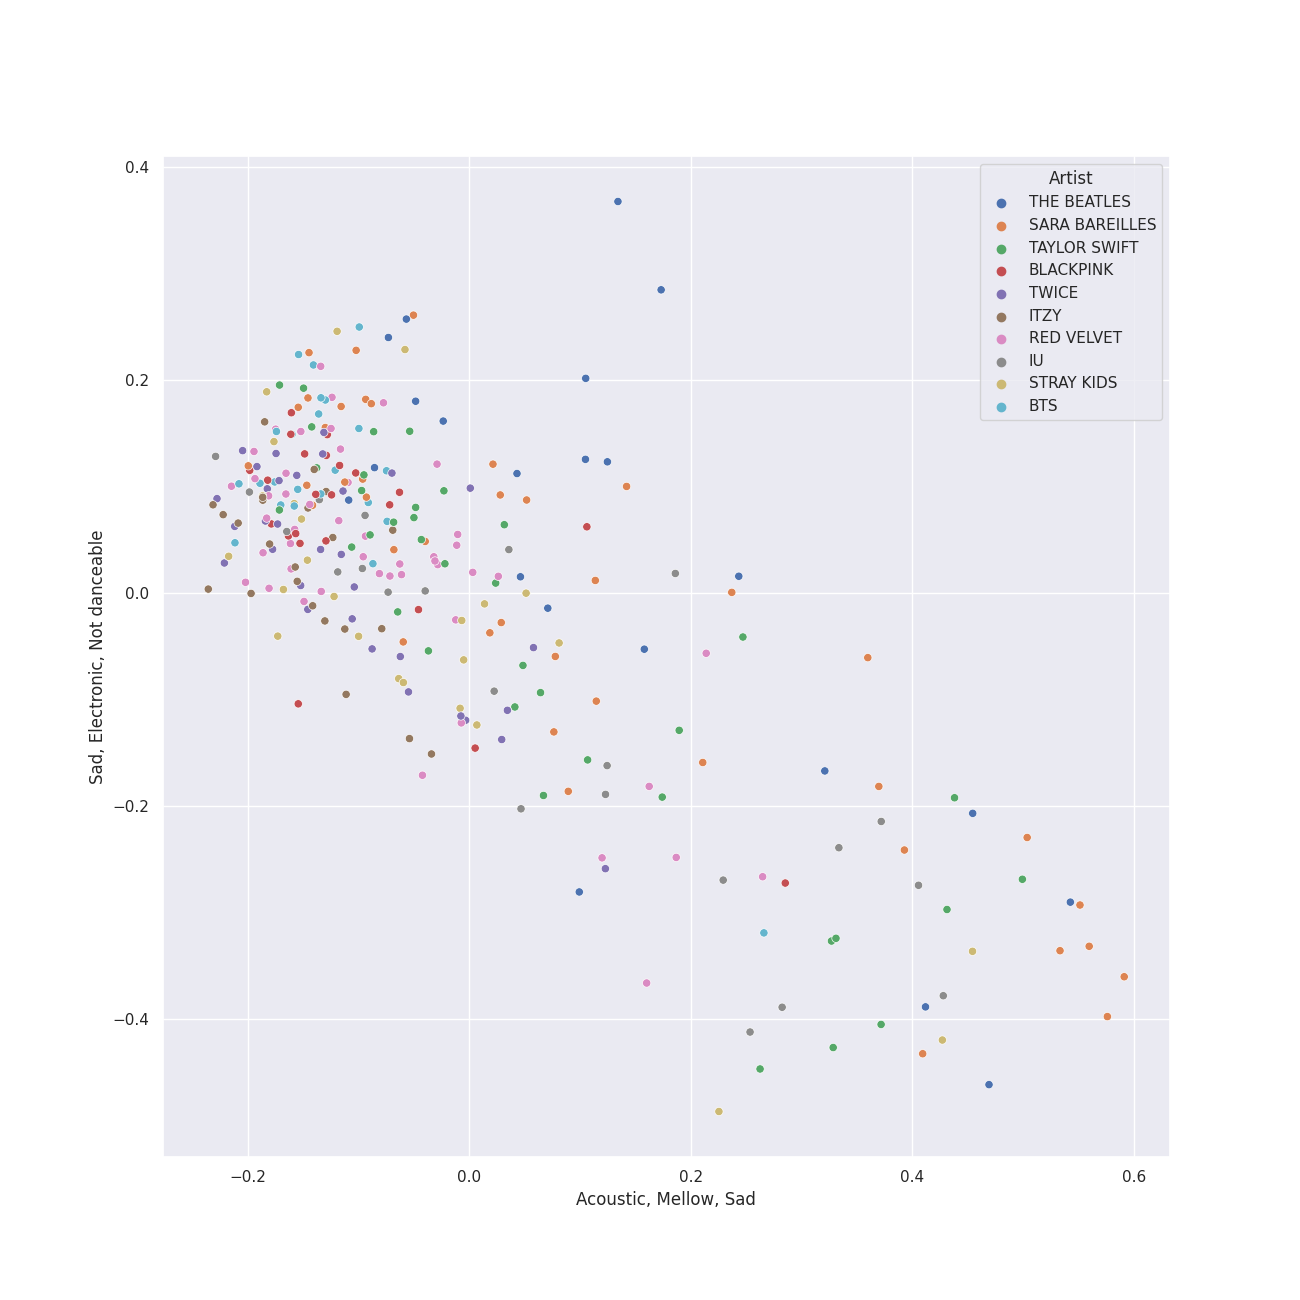 0.4
0.2
0.0
−0.2
−0.4
Sad, Electronic, Not danceable
Artist
THE BEATLES
SARA BAREILLES
TAYLOR SWIFT
BLACKPINK
TWICE
ITZY
RED VELVET
IU
STRAY KIDS
BTS
−0.2
0.0
0.2
0.4
0.6
Acoustic, Mellow, Sad